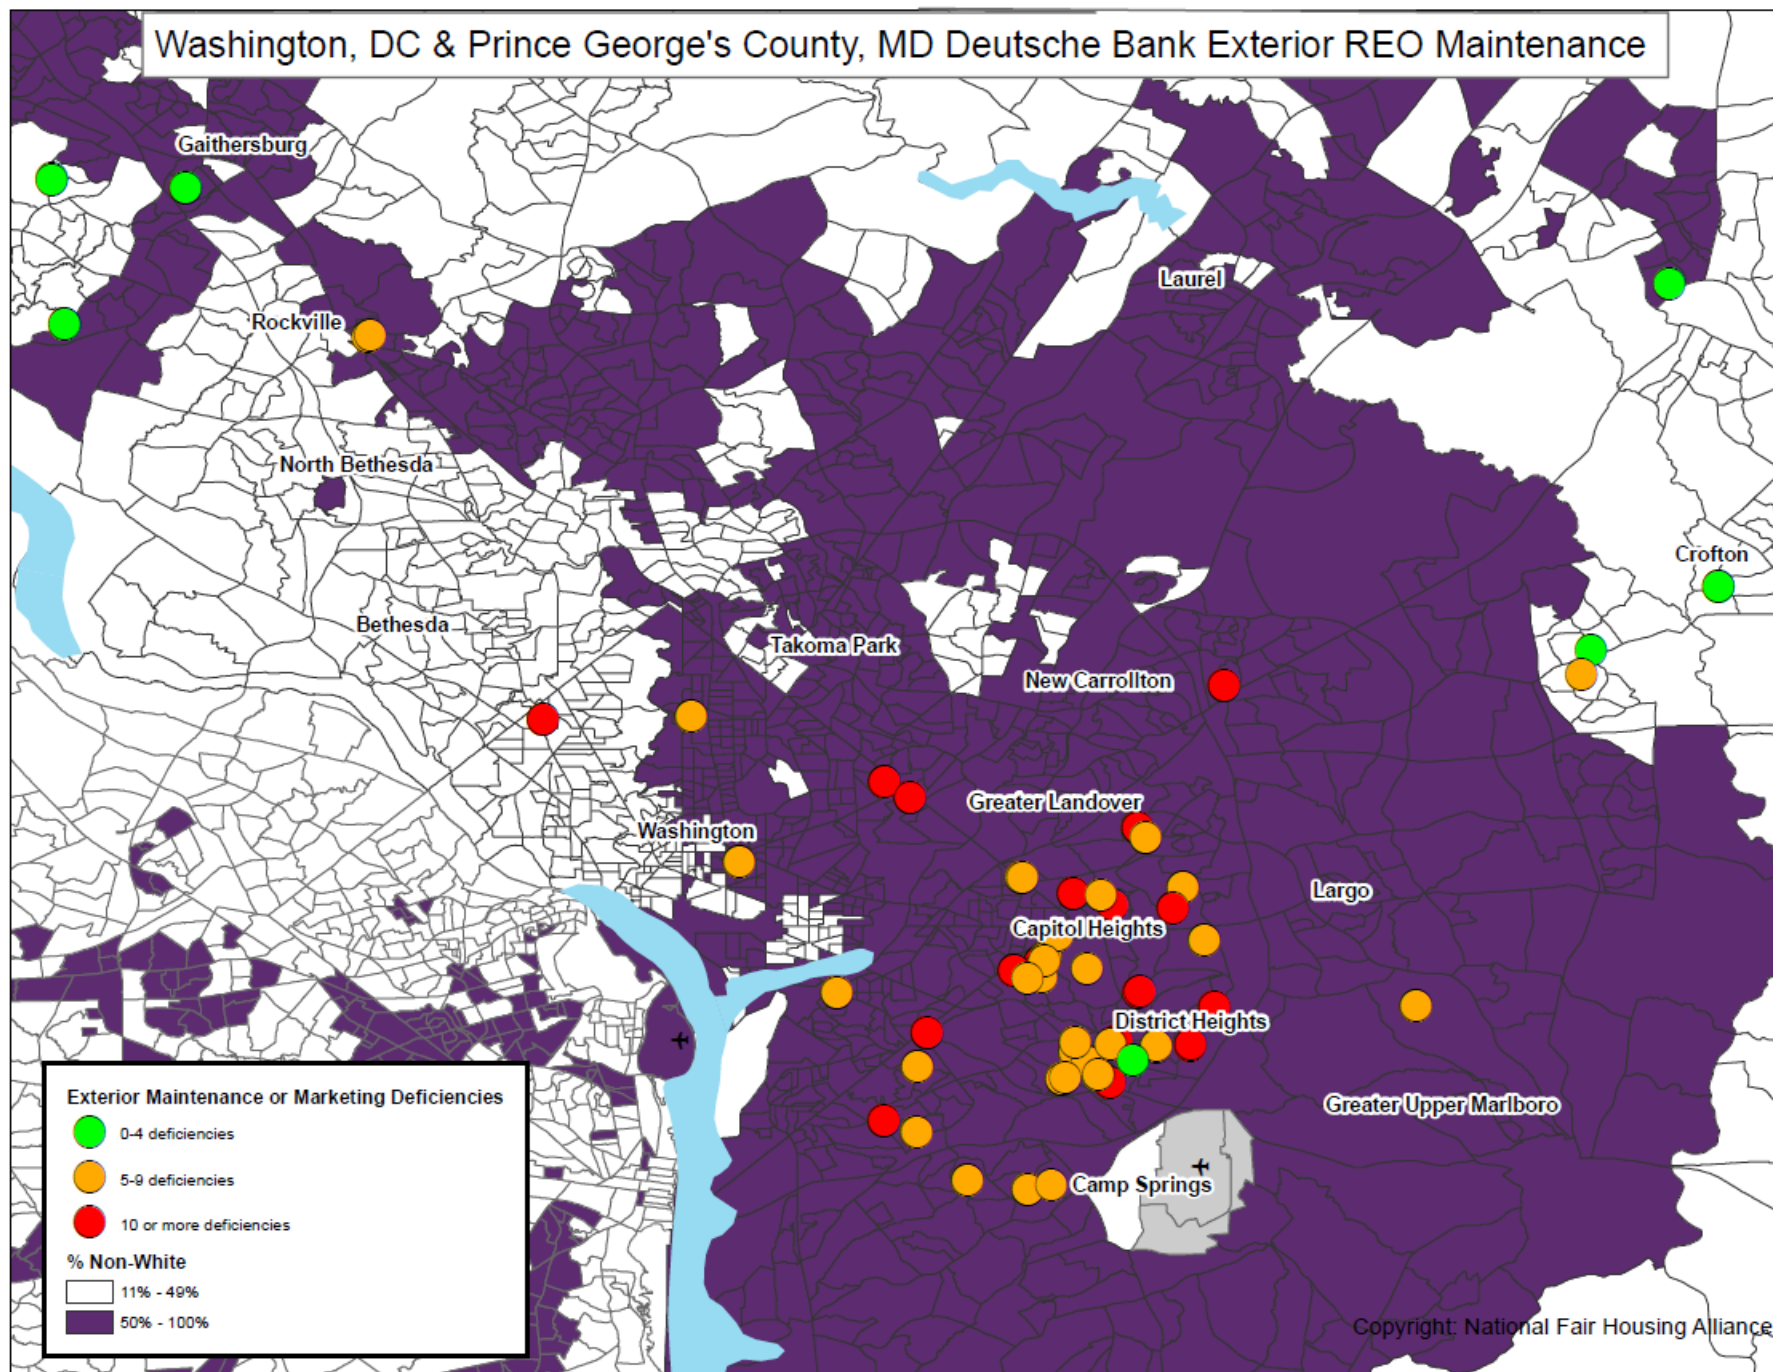 Washington, DC & Prince George's County, MD Deutsche Bank Exterior REO Maintenance
Gaithersburg
Laurel
Rockville
North Bethesda
Crofton
Bethesda
Takoma Park
New Carrollton
Greater Landover
Washington
Largo
Capitol Heights
District Heights
Greater Upper Marlboro
Camp Springs
Exterior Maintenance or Marketing Deficiencies
0-4 deficiencies
5-9 deficiencies
10 or more deficiencies
% Non-White
11% - 49%
50% - 100%
Copyright: National Fair Housing Alliance